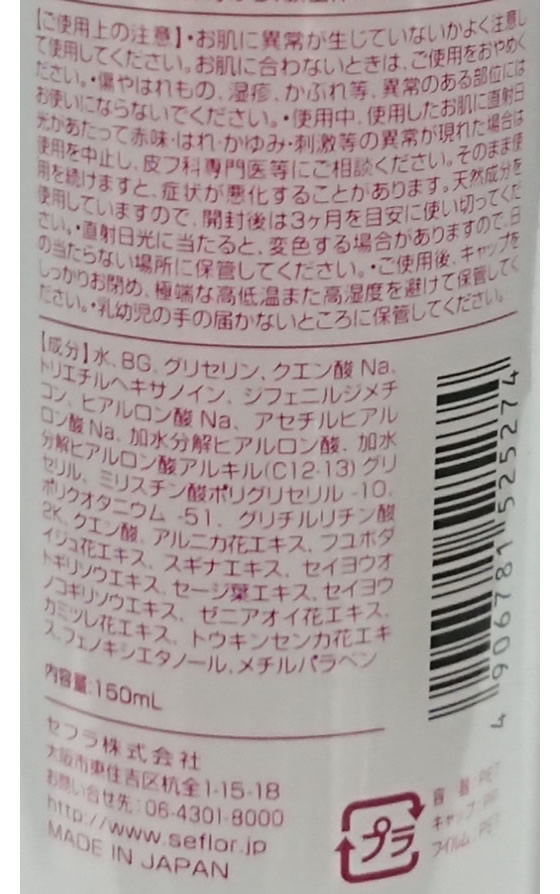 【ご使用上の注意】・お肌に異常が生じていないかよく注意し
て使用してください。お肌に合わないときは、ご使用をおやめく
ださい。・傷やはれもの、湿疹、かぶれ等、異常のある部位には
お使いにならないでください。・使用中、使用したお肌に直射日
光があたって赤味・はれ・かゆみ・刺激等の異常が現れた場合は
使用を中止し、皮フ科専門医等にご相談ください。そのまま使
用を続けますと、症状が悪化することがあります。天然成分を
使用していますので、開封後は3ヶ月を目安に使い切ってくだ
さい。・直射日光に当たると、変色する場合がありますので、日
の当たらない場所に保管してください。・ご使用後、キャップを
しっかりお閉め、極端な高低温また高湿度を避けて保管してく
ださい。・乳幼児の手の届かないところに保管してください。
【成分】水、BG、グリセリン、クエン酸 Na、
トリエチルヘキサノイン、ジフェニルジメチ
コン、ヒアルロン酸 Na、アセチルヒアル
ロン酸 Na、加水分解ヒアルロン酸、加水
分解ヒアルロン酸アルキル(C12-13)グリ
セリル、ミリスチン酸ポリグリセリル -10、
ポリクオタニウム -51、グリチルリチン酸
2K、クエン酸、アルニカ花エキス、フユボダ
イジュ花エキス、スギナエキス、セイヨウオ
トギリソウエキス、セージ葉エキス、セイヨウ
ノコギリソウエキス、ゼニアオイ花エキス、
カミツレ花エキス、トウキンセンカ花エキ
ス、フェノキシエタノール、メチルパラベン
内容量:150mL
セフラ株式会社
大阪市東住吉区杭全1-15-18
お問い合せ先:06-4301-8000
http://www.seflor.jp
MADE IN JAPAN
4 906781 525274
プラ
容器:PET
キャップ:PP
フィルム:PET